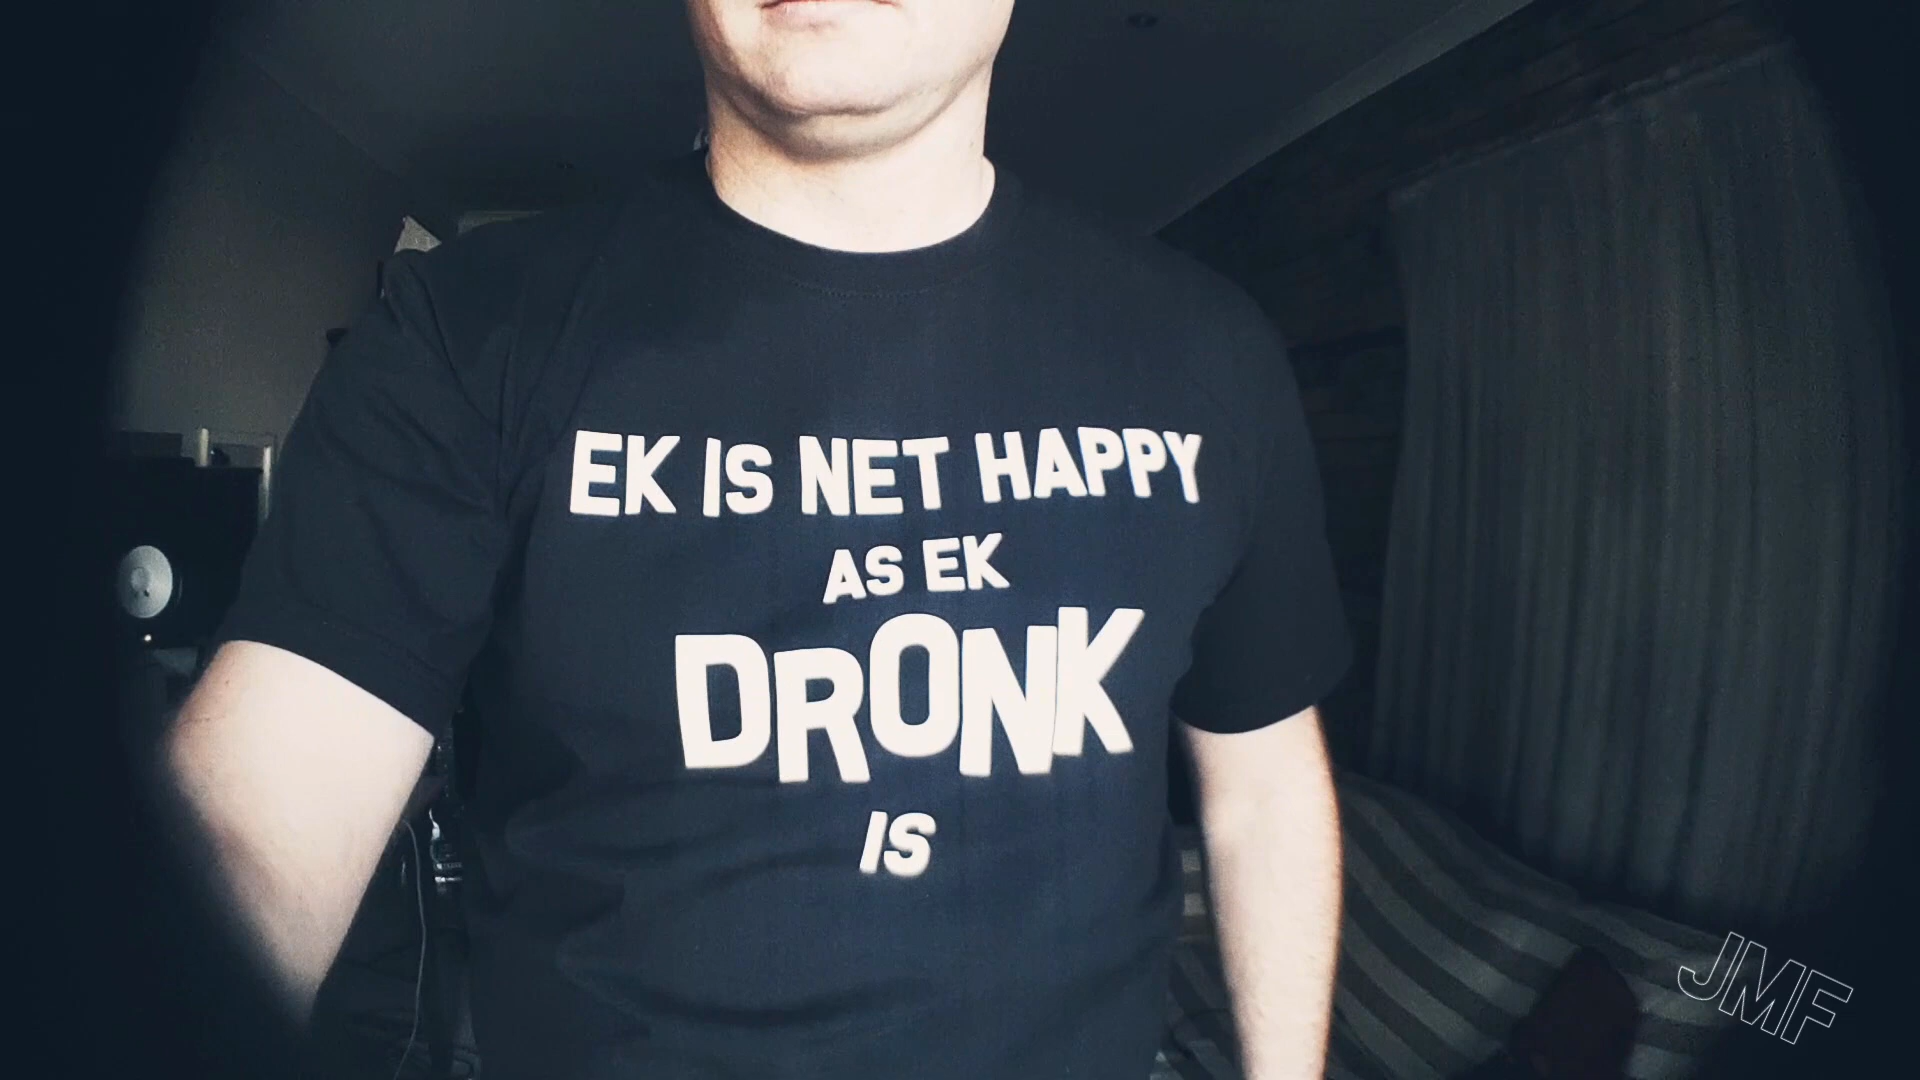 EK IS NET HAPPY
AS EK
DRONK
IS
JMF